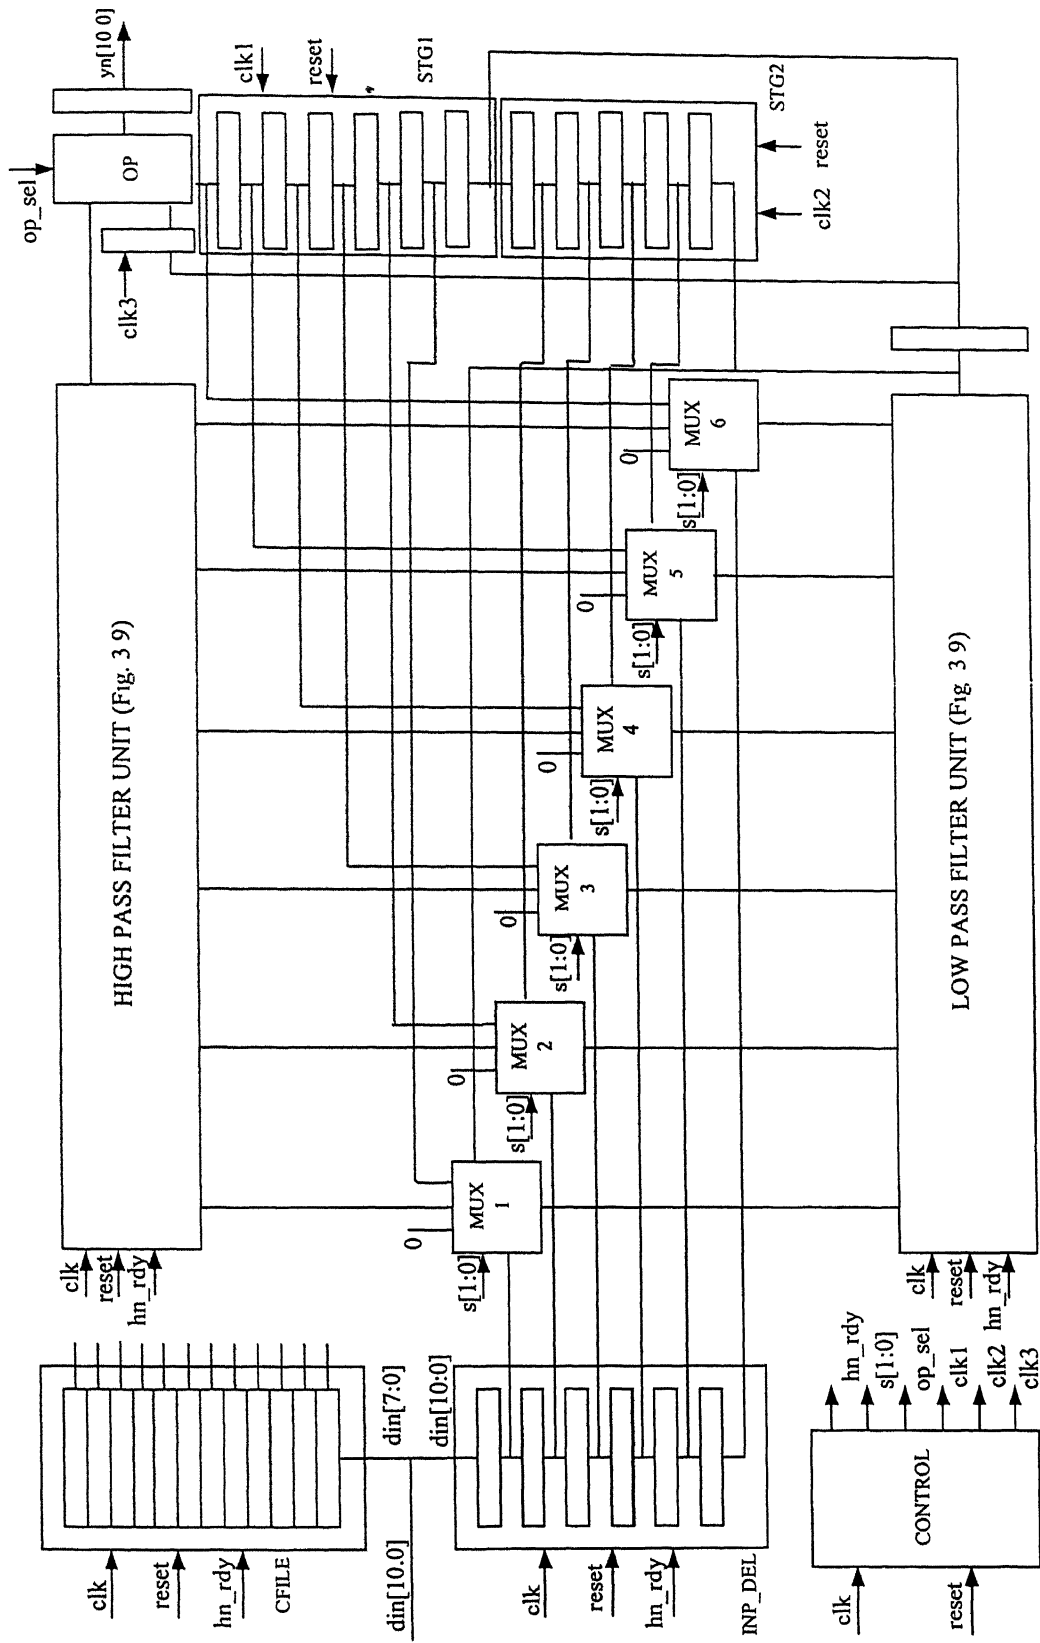 op_sel
yn[10 0]
OP
clk3
clk1
reset
STG1
STG2
clk2
reset
HIGH PASS FILTER UNIT (Fig. 3 9)
clk
reset
hn_rdy
MUX
1
0
s[1:0]
MUX
2
0
s[1:0]
MUX
3
0
s[1:0]
MUX
4
0
s[1:0]
MUX
5
0
s[1:0]
MUX
6
0
s[1:0]
LOW PASS FILTER UNIT (Fig. 3 9)
clk
reset
hn_rdy
clk
reset
hn_rdy
CFILE
din[7:0]
din[10:0]
din[10.0]
clk
reset
hn_rdy
INP_DEL
CONTROL
clk
reset
hn_rdy
s[1:0]
op_sel
clk1
clk2
clk3